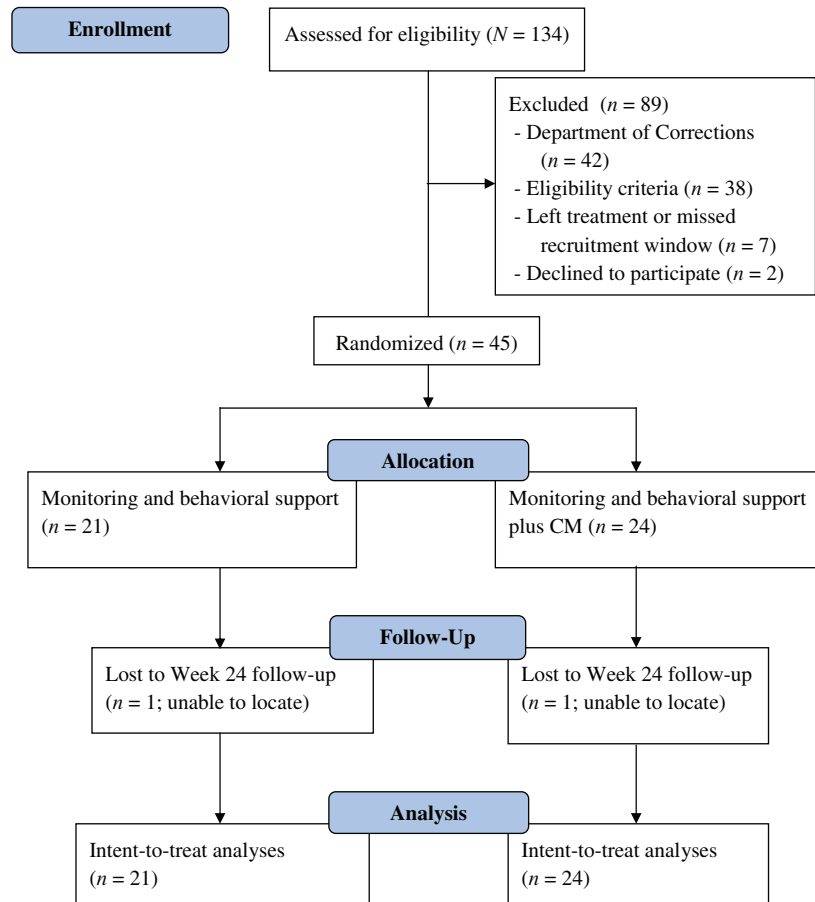 Enrollment
Assessed for eligibility (N = 134)
Excluded (n = 89)
- Department of Corrections
(n = 42)
- Eligibility criteria (n = 38)
- Left treatment or missed
recruitment window (n = 7)
- Declined to participate (n = 2)
Randomized (n = 45)
Allocation
Monitoring and behavioral support
(n = 21)
Monitoring and behavioral support
plus CM (n = 24)
Follow-Up
Lost to Week 24 follow-up
(n = 1; unable to locate)
Lost to Week 24 follow-up
(n = 1; unable to locate)
Analysis
Intent-to-treat analyses
(n = 21)
Intent-to-treat analyses
(n = 24)